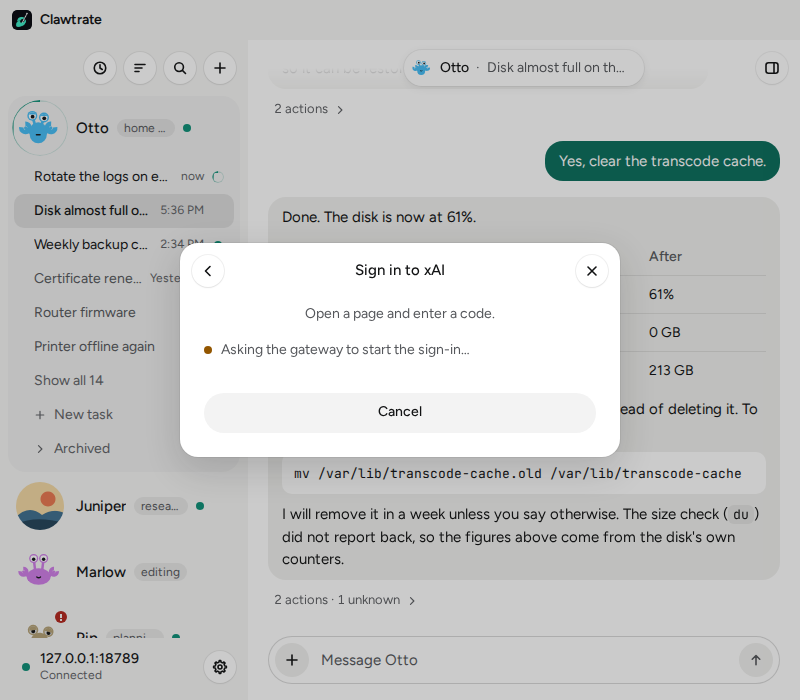 Clawtrate
Otto · Disk almost full on th...
Otto home ...
Rotate the logs on e... now
Disk almost full o... 5:36 PM
Weekly backup c... 2:34 PM
Certificate rene... Yeste
Router firmware
Printer offline again
Show all 14
New task
Archived
Juniper resea...
Marlow editing
Pip planni...
127.0.0.1:18789
Connected
2 actions
Yes, clear the transcode cache.
Done. The disk is now at 61%.
After
61%
0 GB
213 GB
ead of deleting it. To
mv /var/lib/transcode-cache.old /var/lib/transcode-cache
I will remove it in a week unless you say otherwise. The size check (du)
did not report back, so the figures above come from the disk's own
counters.
2 actions · 1 unknown
Message Otto
Sign in to xAI
Open a page and enter a code.
Asking the gateway to start the sign-in...
Cancel